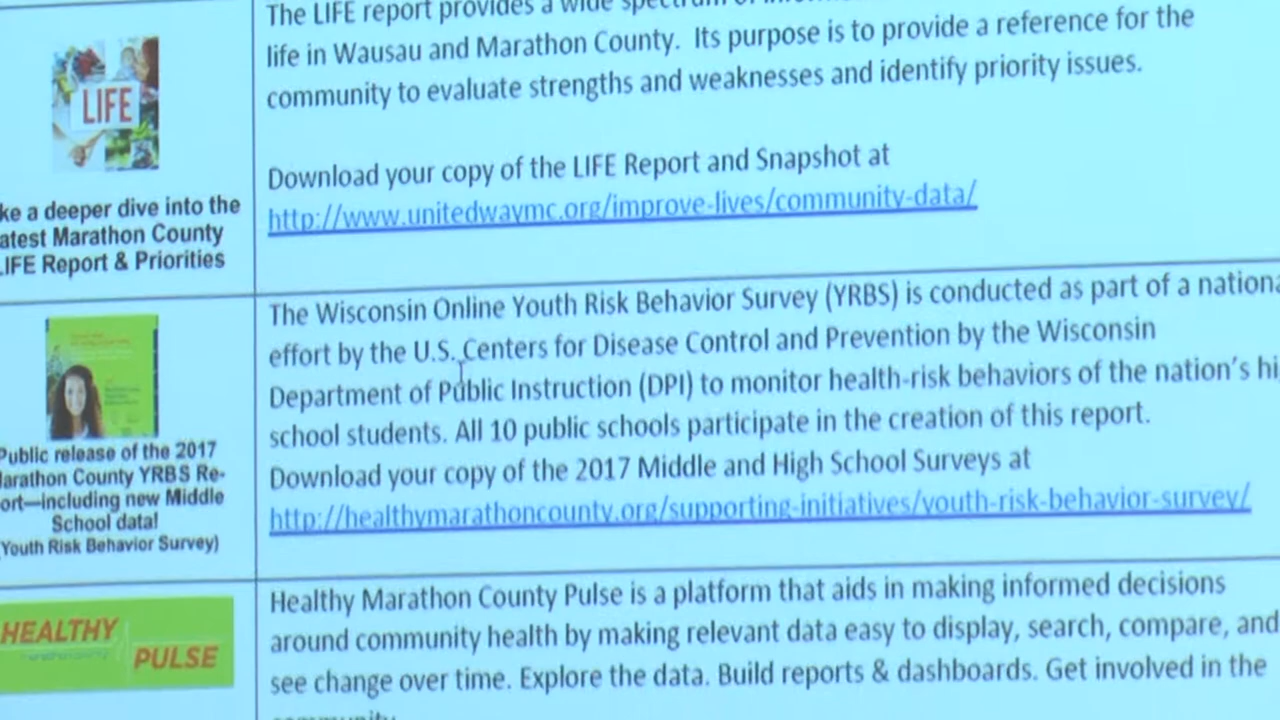 The LIFE report provides a wide spectrum of
life in Wausau and Marathon County. Its purpose is to provide a reference for the
community to evaluate strengths and weaknesses and identify priority issues.
Download your copy of the LIFE Report and Snapshot at
http://www.unitedwaymc.org/improve-lives/community-data/
LIFE
ke a deeper dive into the
atest Marathon County
LIFE Report & Priorities
The Wisconsin Online Youth Risk Behavior Survey (YRBS) is conducted as part of a nationa
effort by the U.S. Centers for Disease Control and Prevention by the Wisconsin
Department of Public Instruction (DPI) to monitor health-risk behaviors of the nation's hi
school students. All 10 public schools participate in the creation of this report.
Download your copy of the 2017 Middle and High School Surveys at
http://healthymarathoncounty.org/supporting-initiatives/youth-risk-behavior-survey/
Public release of the 2017
Marathon County YRBS Re-
ort—including new Middle
School data!
(Youth Risk Behavior Survey)
HEALTHY
PULSE
Healthy Marathon County Pulse is a platform that aids in making informed decisions
around community health by making relevant data easy to display, search, compare, and
see change over time. Explore the data. Build reports & dashboards. Get involved in the